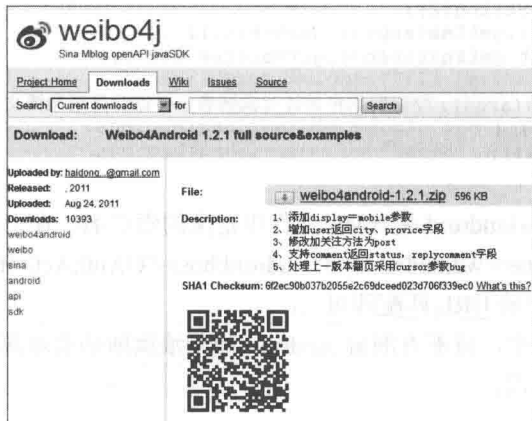 weibo4j
Sina Mblog openAPI javaSDK
Project Home Downloads Wiki Issues Source
Search Current downloads for Search
Download: Weibo4Android 1.2.1 full source&examples
Uploaded by: haidong...@gmail.com
Released: , 2011
Uploaded: Aug 24, 2011
Downloads: 10393
weibo4android
weibo
sina
android
api
sdk
File: weibo4android-1.2.1.zip 596 KB
Description: 1、添加display=mobile参数
2、增加user返回city、provice字段
3、修改加关注方法为post
4、支持comment返回status，replycomment字段
5、处理上一版本翻页采用cursor参数bug
SHA1 Checksum: 6f2ec90b037b2055e2c69dceed023d706f339ec0 What's this?